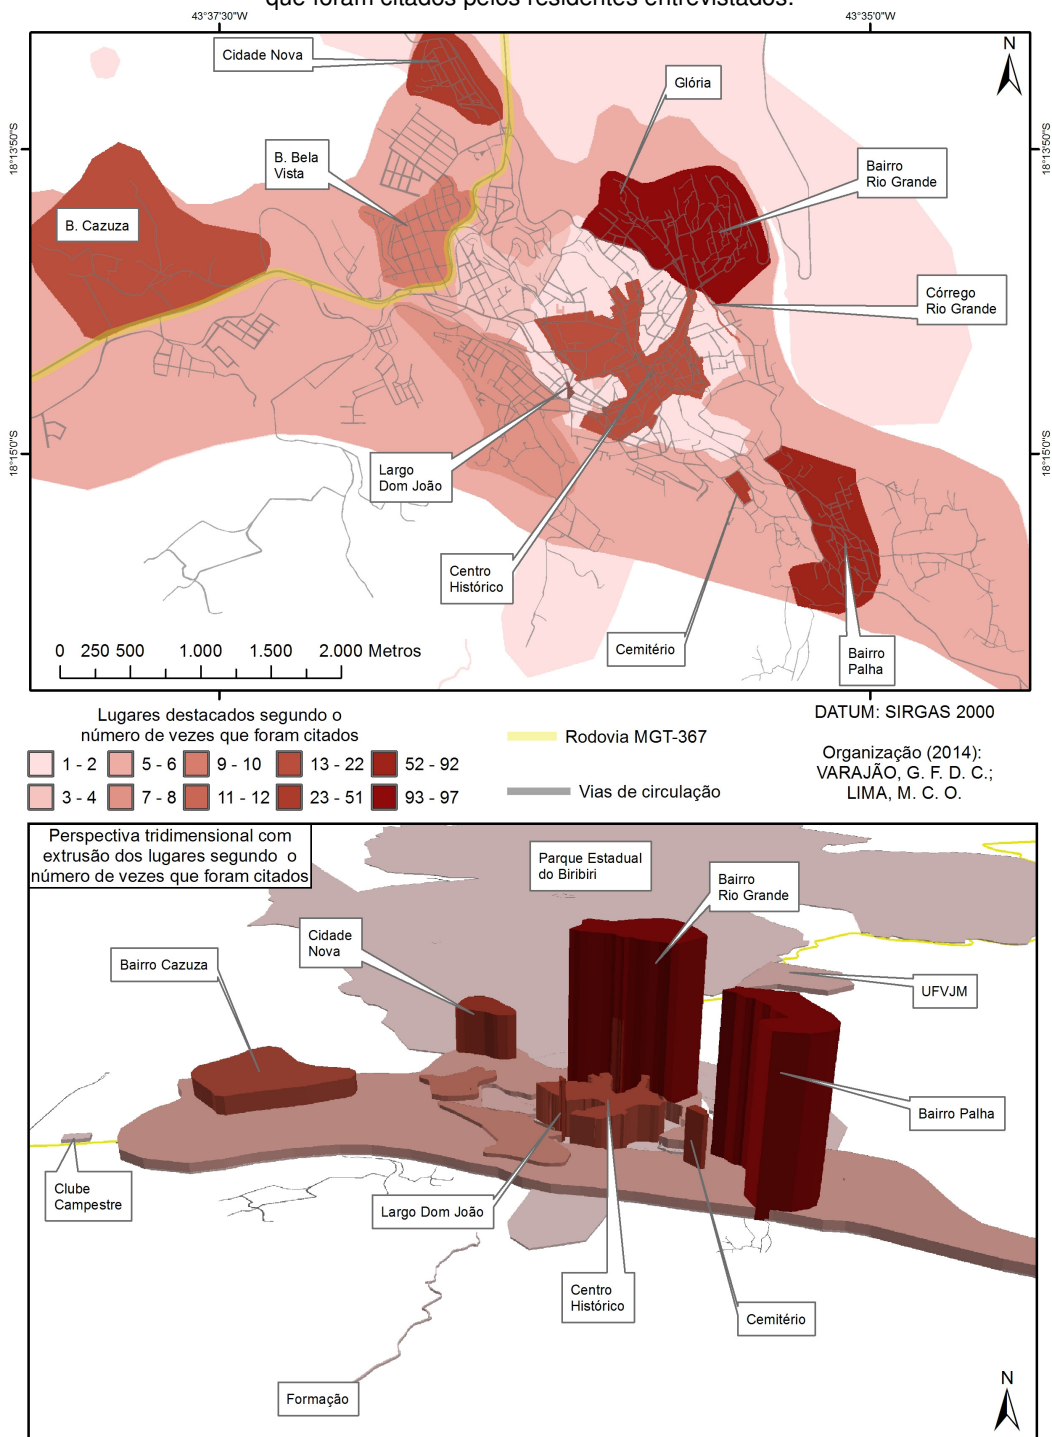 que foram citados pelos residentes entrevistados.
43°37'30"W
43°35'0"W
N
Cidade Nova
Glória
18°13'50"S
18°13'50"S
B. Bela
Vista
Bairro
Rio Grande
B. Cazuza
Córrego
Rio Grande
18°15'0"S
18°15'0"S
Largo
Dom João
Centro
Histórico
Cemitério
Bairro
Palha
0 250 500 1.000 1.500 2.000 Metros
Lugares destacados segundo o
número de vezes que foram citados
1 - 2 5 - 6 9 - 10 13 - 22 52 - 92
3 - 4 7 - 8 11 - 12 23 - 51 93 - 97
Rodovia MGT-367
Vias de circulação
DATUM: SIRGAS 2000
Organização (2014):
VARAJÃO, G. F. D. C.;
LIMA, M. C. O.
Perspectiva tridimensional com
extrusão dos lugares segundo o
número de vezes que foram citados
Parque Estadual
do Biribiri
Bairro
Rio Grande
Cidade
Nova
Bairro Cazuza
UFVJM
Bairro Palha
Clube
Campestre
Largo Dom João
Centro
Histórico
Cemitério
Formação
N